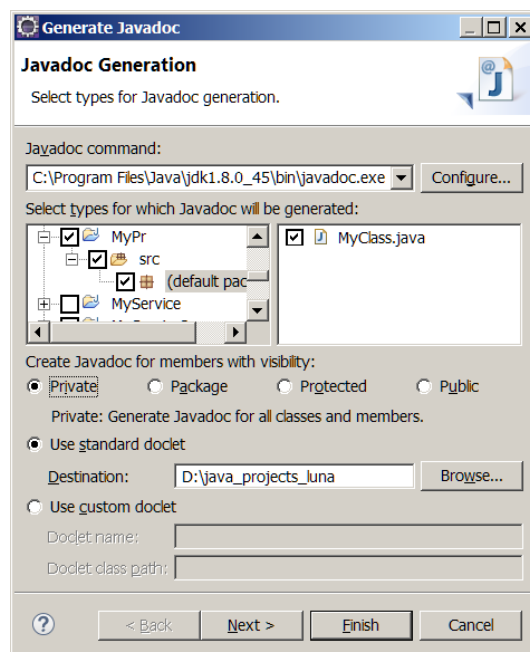 Generate Javadoc
Javadoc Generation
Select types for Javadoc generation.
Javadoc command:
C:\Program Files\Java\jdk1.8.0_45\bin\javadoc.exe Configure...
Select types for which Javadoc will be generated:
MyPr MyClass.java
src
(default pac
MyService
Create Javadoc for members with visibility:
Private Package Protected Public
Private: Generate Javadoc for all classes and members.
Use standard doclet
Destination: D:\java_projects_luna Browse...
Use custom doclet
Doclet name:
Doclet class path:
< Back Next > Finish Cancel